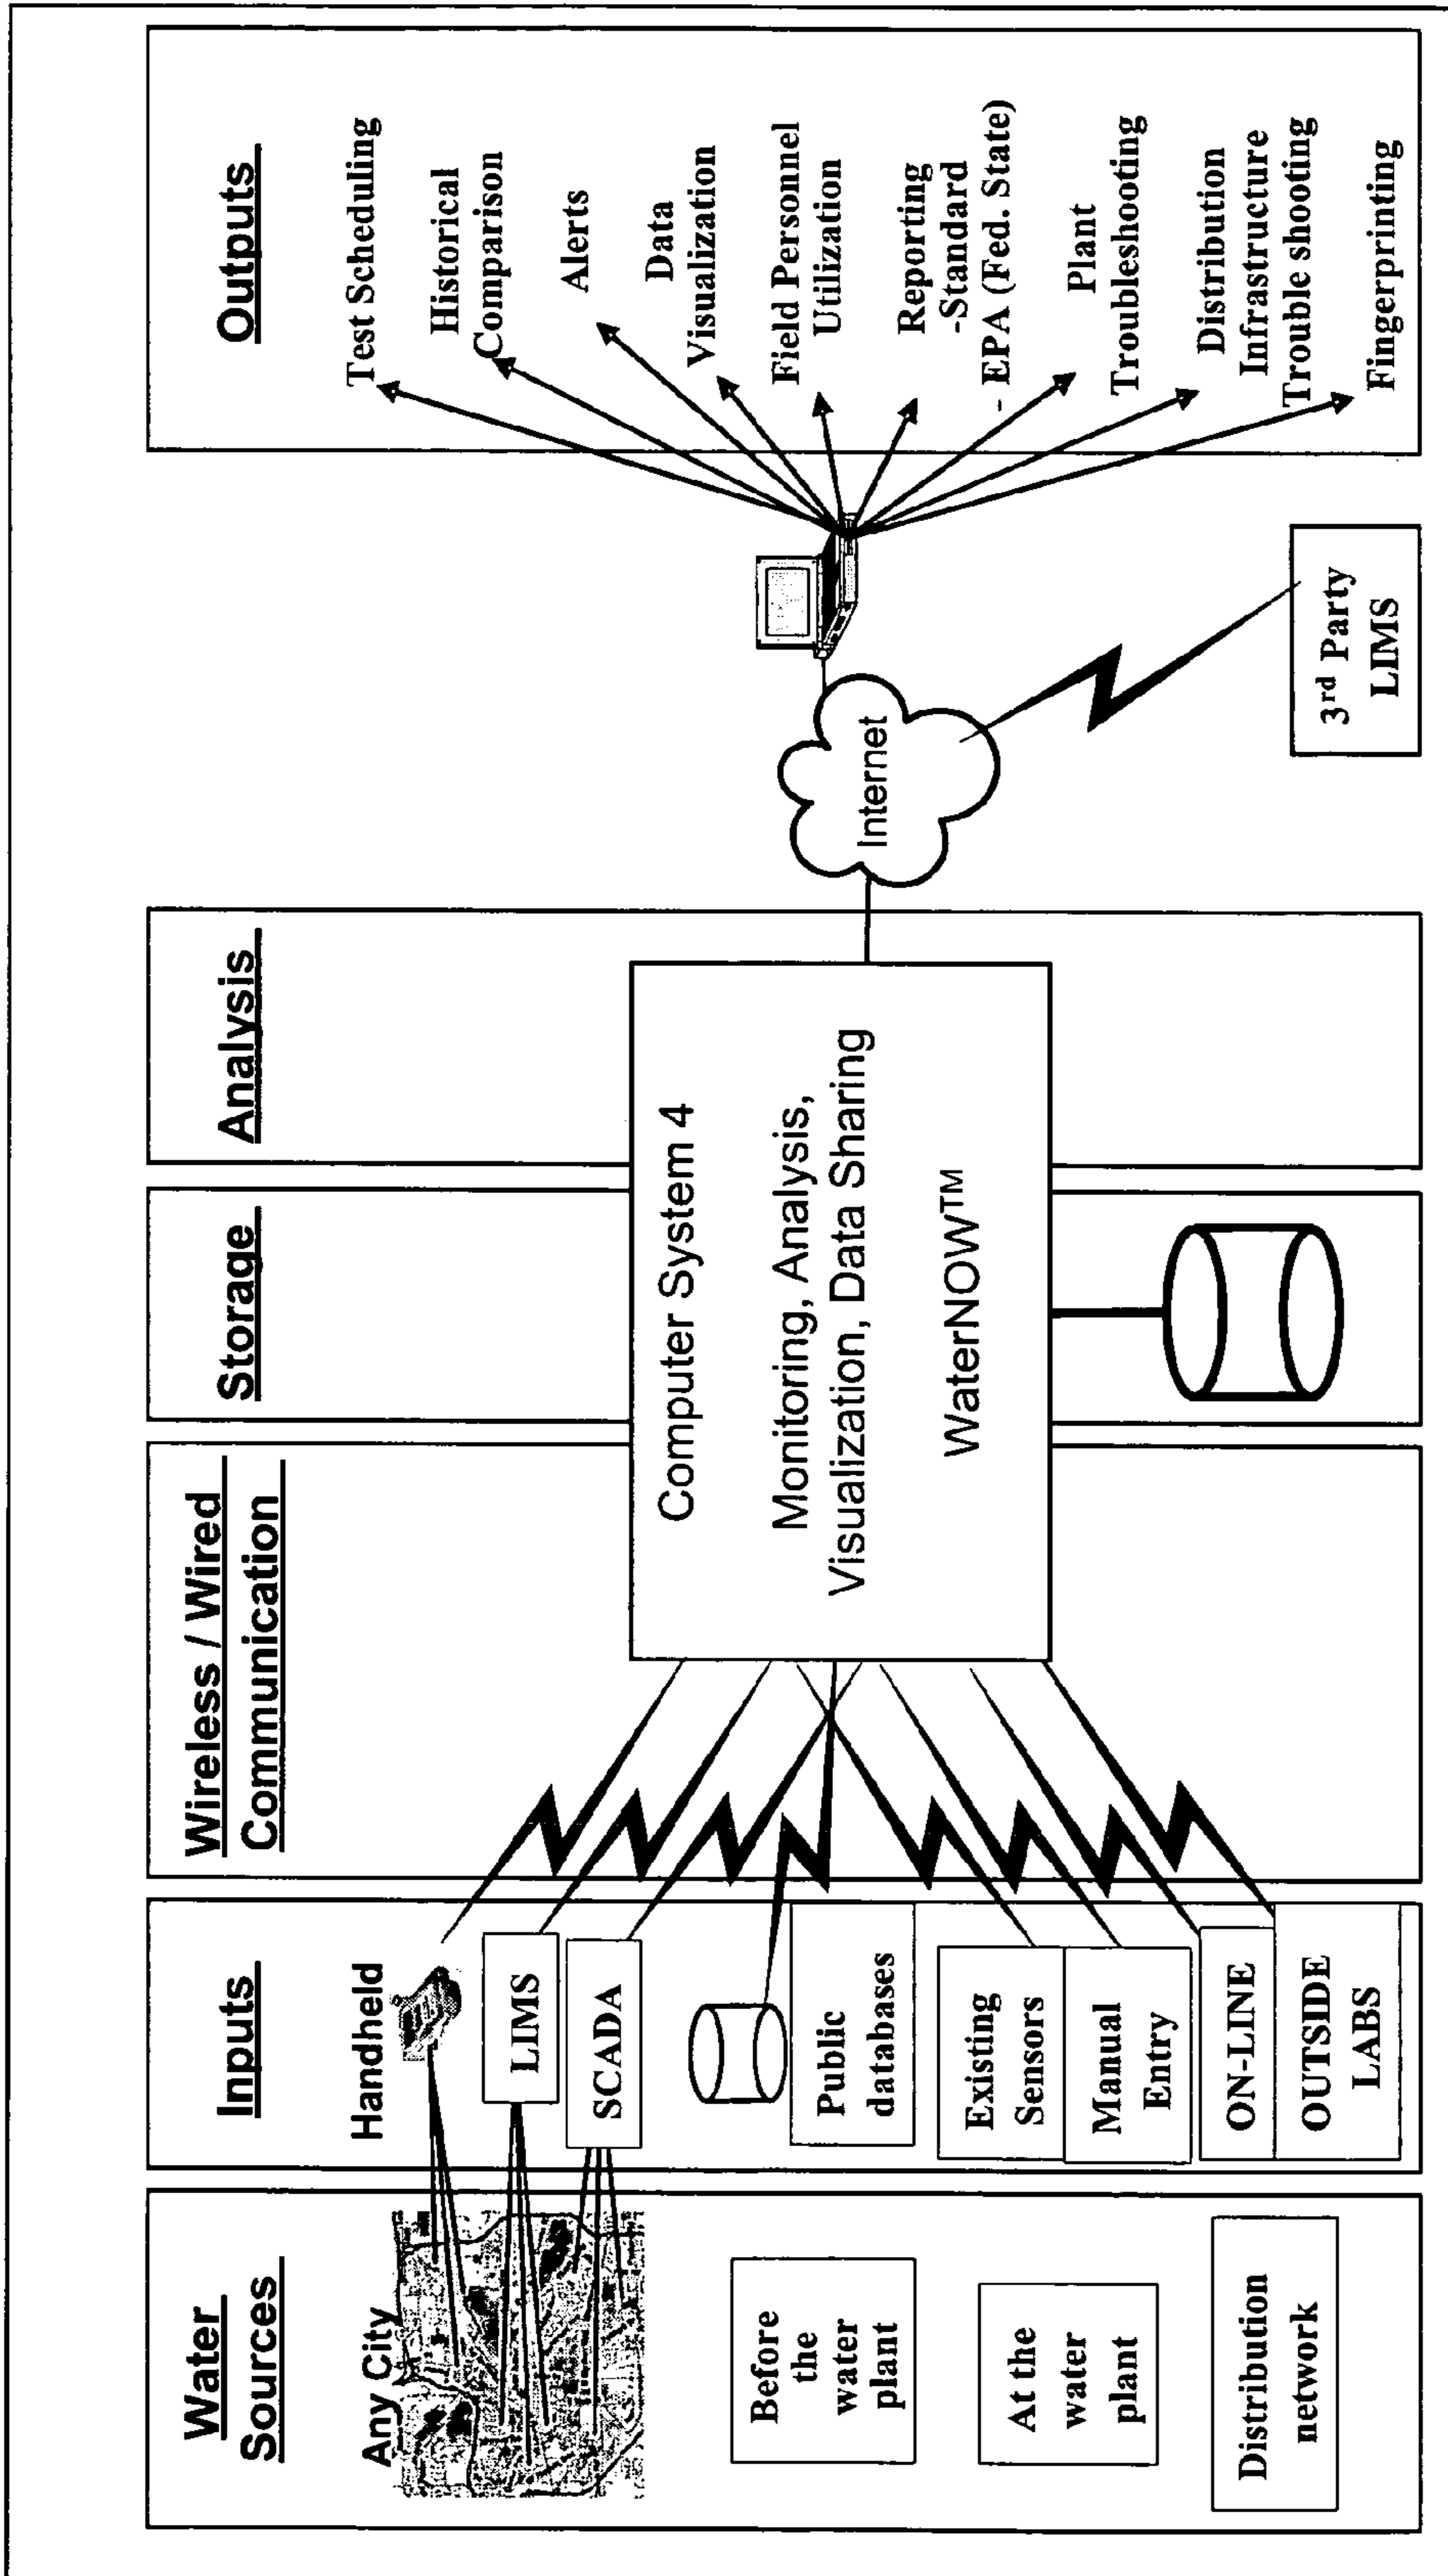 Water
Sources
Any City
Before
the
water
plant
At the
water
plant
Distribution
network
Inputs
Handheld
LIMS
SCADA
Public
databases
Existing
Sensors
Manual
Entry
ON-LINE
OUTSIDE
LABS
Wireless / Wired
Communication
Storage
Analysis
Computer System 4
Monitoring, Analysis,
Visualization, Data Sharing
WaterNOW™
Internet
3rd Party
LIMS
Outputs
Test Scheduling
Historical
Comparison
Alerts
Data
Visualization
Field Personnel
Utilization
Reporting
-Standard
- EPA (Fed. State)
Plant
Troubleshooting
Distribution
Infrastructure
Trouble shooting
Fingerprinting